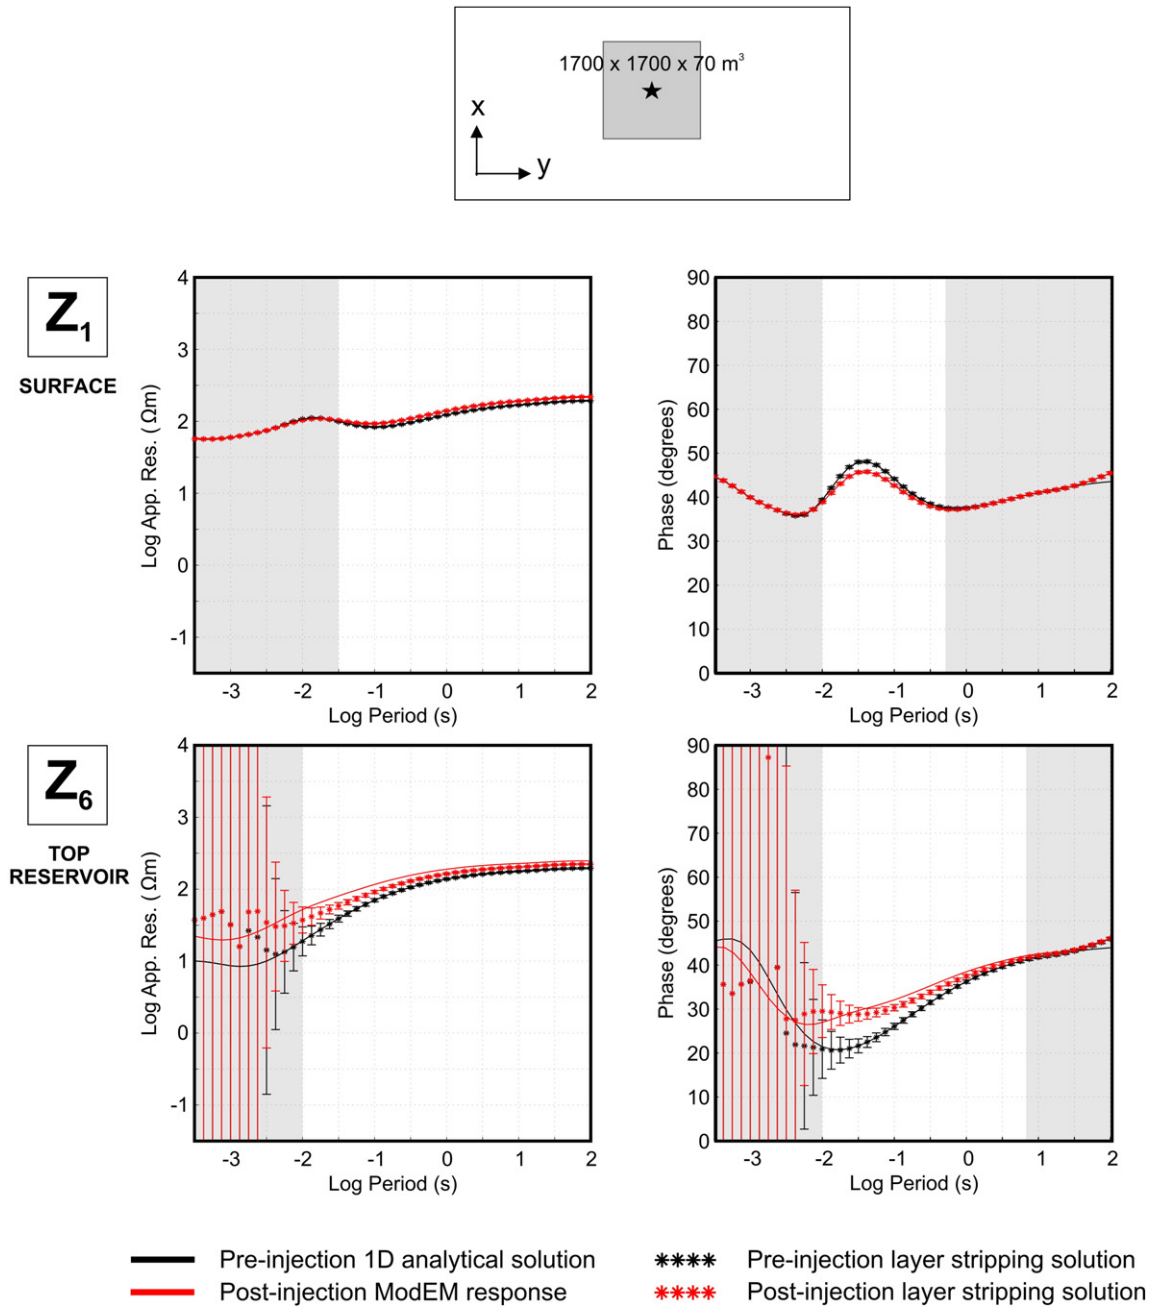 1700 x 1700 x 70 m³
x
y
Z₁
SURFACE
4
3
2
1
0
-1
Log App. Res. ( Ωm)
-3
-2
-1
0
1
2
Log Period (s)
90
80
70
60
50
40
30
20
10
0
Phase (degrees)
-3
-2
-1
0
1
2
Log Period (s)
Z₆
TOP
RESERVOIR
4
3
2
1
0
-1
Log App. Res. ( Ωm)
-3
-2
-1
0
1
2
Log Period (s)
90
80
70
60
50
40
30
20
10
0
Phase (degrees)
-3
-2
-1
0
1
2
Log Period (s)
Pre-injection 1D analytical solution
Post-injection ModEM response
Pre-injection layer stripping solution
Post-injection layer stripping solution